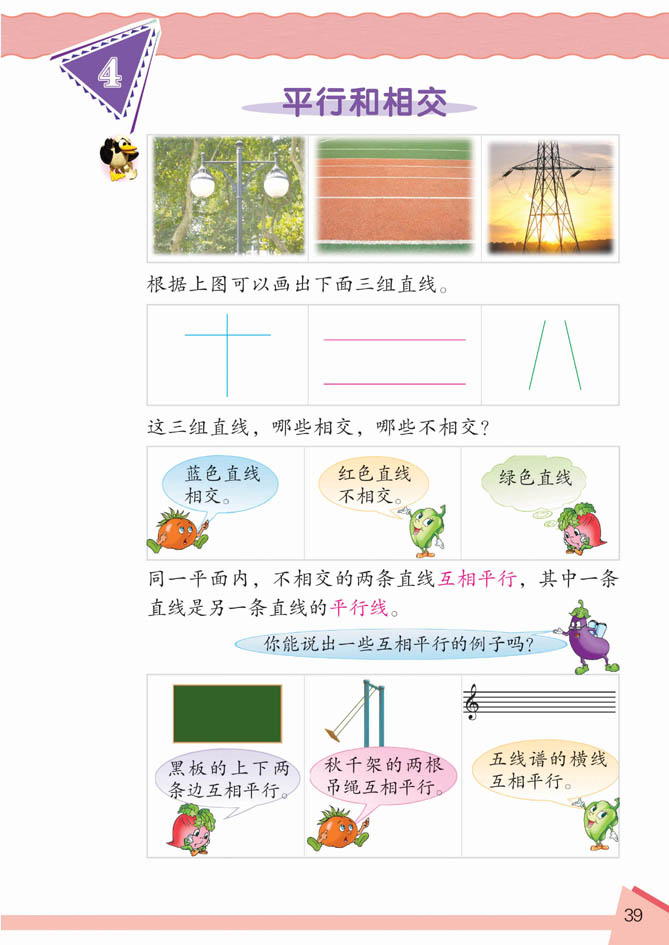 4
平行和相交
根据上图可以画出下面三组直线。
这三组直线，哪些相交，哪些不相交？
蓝色直线
相交。
红色直线
不相交。
绿色直线
同一平面内，不相交的两条直线互相平行，其中一条
直线是另一条直线的平行线。
你能说出一些互相平行的例子吗？
黑板的上下两
条边互相平行。
秋千架的两根
吊绳互相平行。
五线谱的横线
互相平行。
39